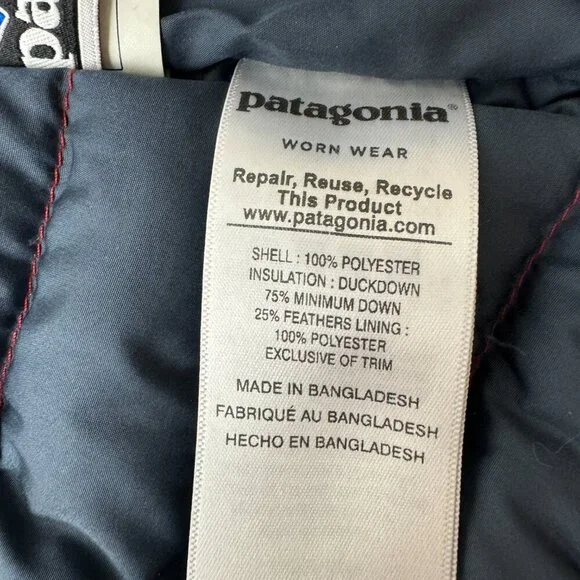 pa
patagonia®
WORN WEAR
Repair, Reuse, Recycle
This Product
www.patagonia.com
SHELL : 100% POLYESTER
INSULATION : DUCKDOWN
75% MINIMUM DOWN
25% FEATHERS LINING :
100% POLYESTER
EXCLUSIVE OF TRIM
MADE IN BANGLADESH
FABRIQUÉ AU BANGLADESH
HECHO EN BANGLADESH